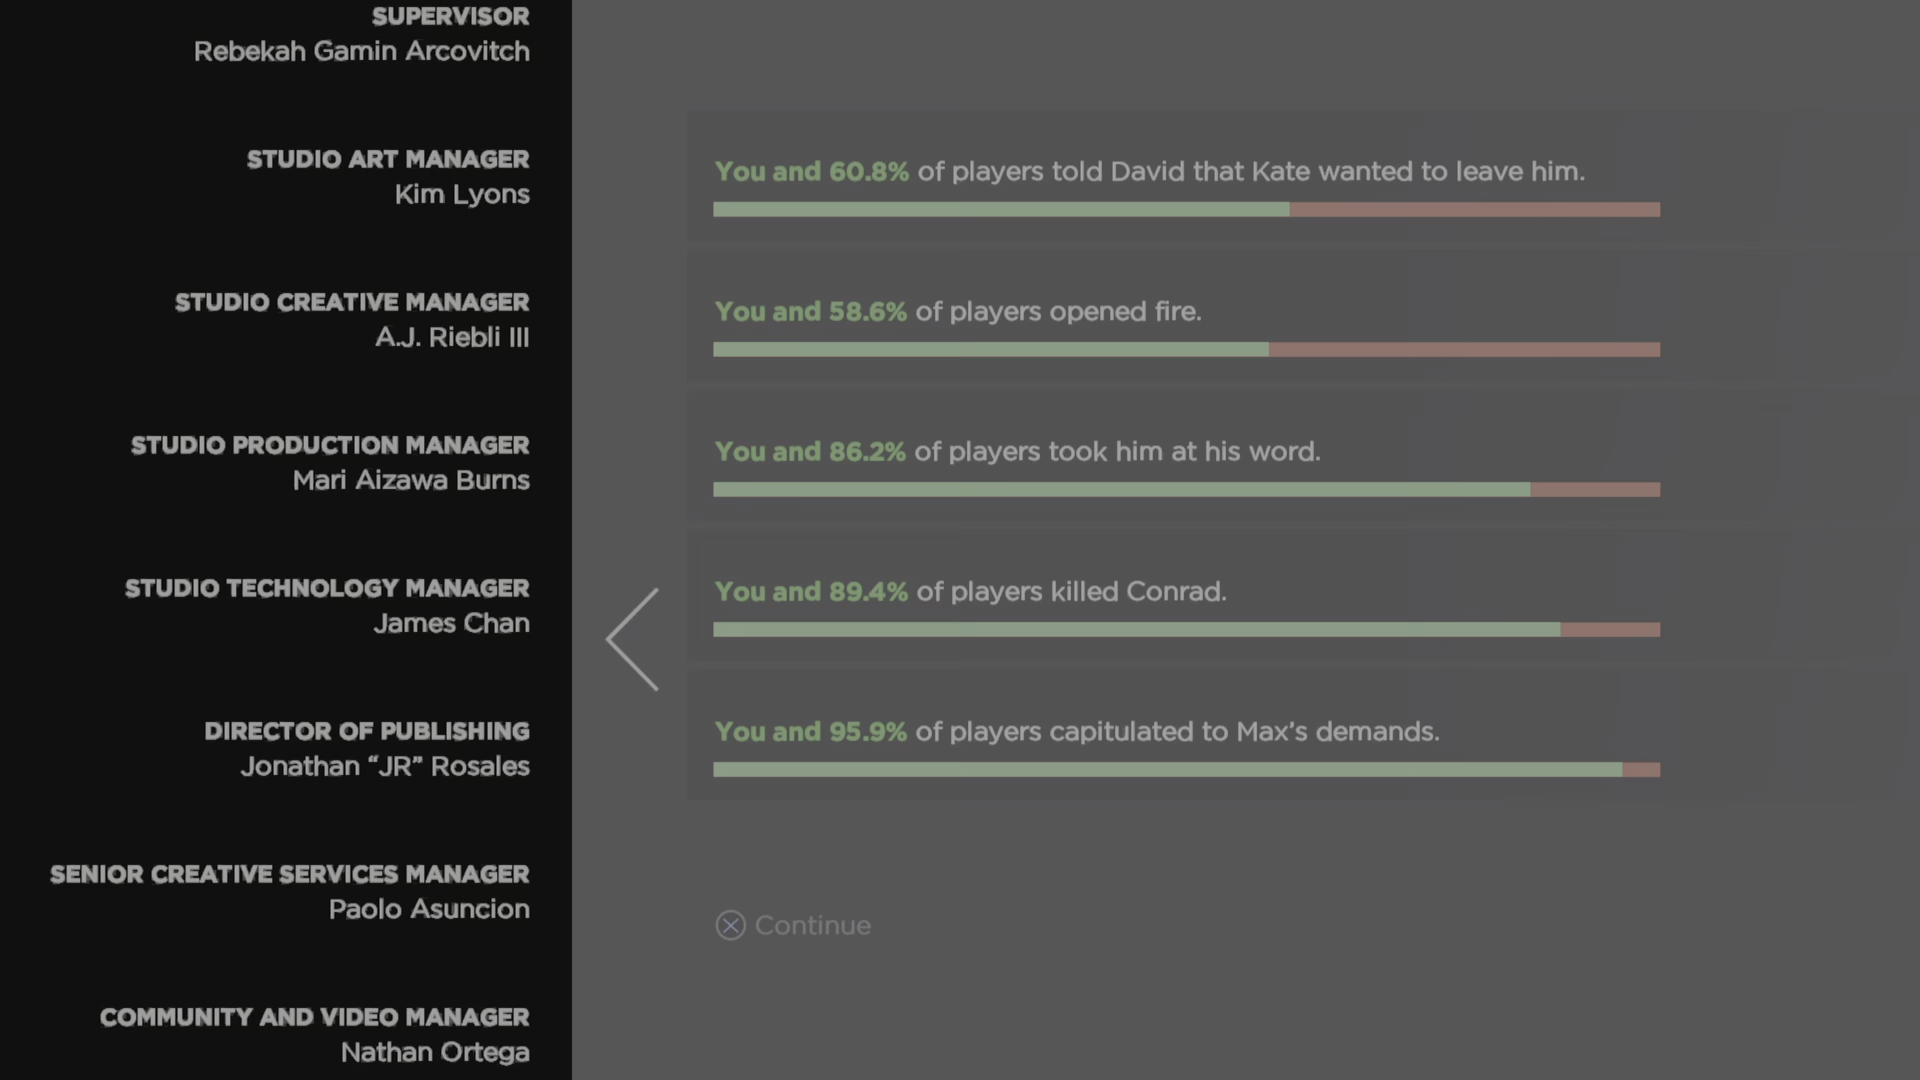 SUPERVISOR
Rebekah Gamin Arcovitch
STUDIO ART MANAGER
Kim Lyons
STUDIO CREATIVE MANAGER
A.J. Riebli III
STUDIO PRODUCTION MANAGER
Mari Aizawa Burns
STUDIO TECHNOLOGY MANAGER
James Chan
DIRECTOR OF PUBLISHING
Jonathan “JR” Rosales
SENIOR CREATIVE SERVICES MANAGER
Paolo Asuncion
COMMUNITY AND VIDEO MANAGER
Nathan Ortega
You and 60.8% of players told David that Kate wanted to leave him.
You and 58.6% of players opened fire.
You and 86.2% of players took him at his word.
You and 89.4% of players killed Conrad.
You and 95.9% of players capitulated to Max’s demands.
Continue